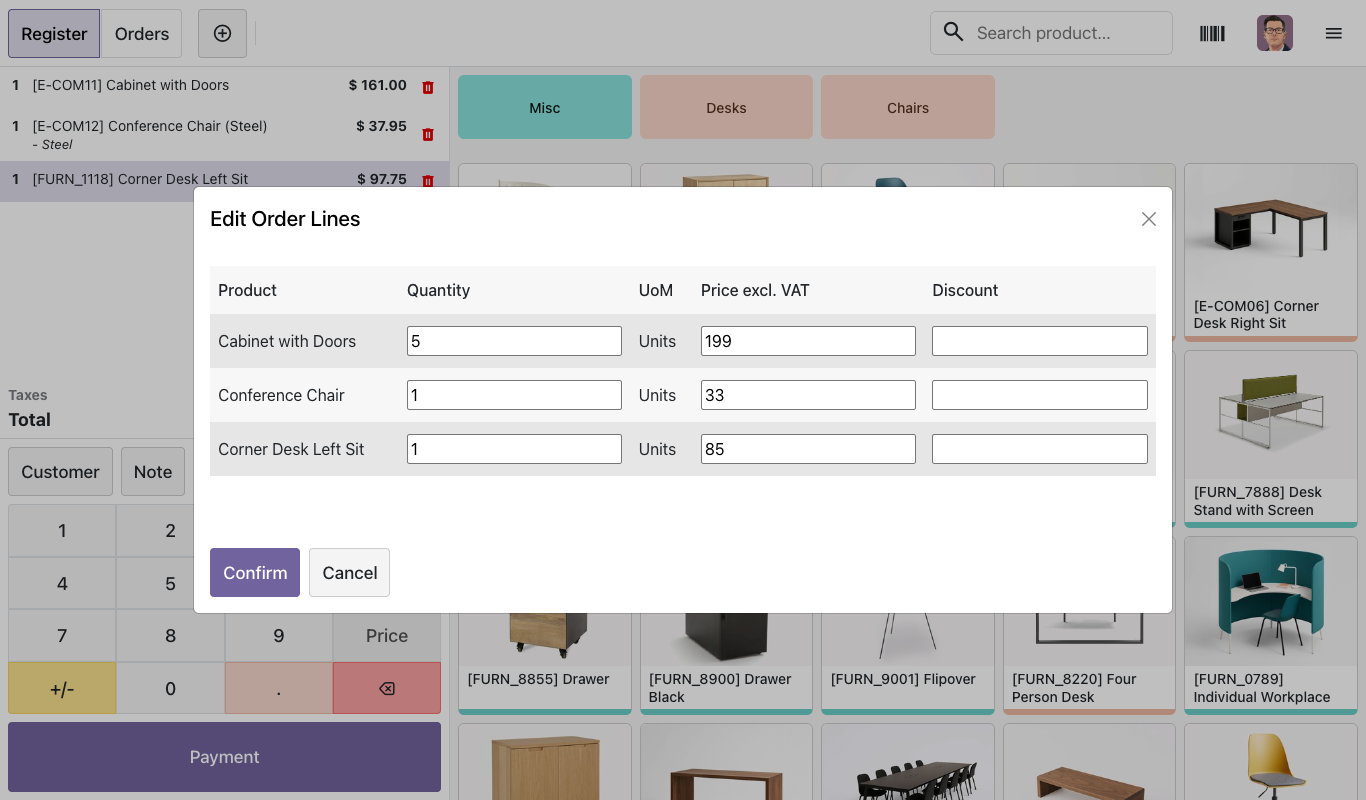 Register
Orders
Search product...
1 [E-COM11] Cabinet with Doors $ 161.00
1 [E-COM12] Conference Chair (Steel) $ 37.95
- Steel
1 [FURN_1118] Corner Desk Left Sit $ 97.75
Misc
Desks
Chairs
Edit Order Lines
Product Quantity UoM Price excl. VAT Discount
Cabinet with Doors 5 Units 199
Conference Chair 1 Units 33
Corner Desk Left Sit 1 Units 85
Confirm
Cancel
Taxes
Total
Customer
Note
1 2
4 5
7 8 9 Price
+/- 0 .
Payment
[E-COM06] Corner
Desk Right Sit
[FURN_7888] Desk
Stand with Screen
[FURN_8855] Drawer
[FURN_8900] Drawer
Black
[FURN_9001] Flipover
[FURN_8220] Four
Person Desk
[FURN_0789]
Individual Workplace